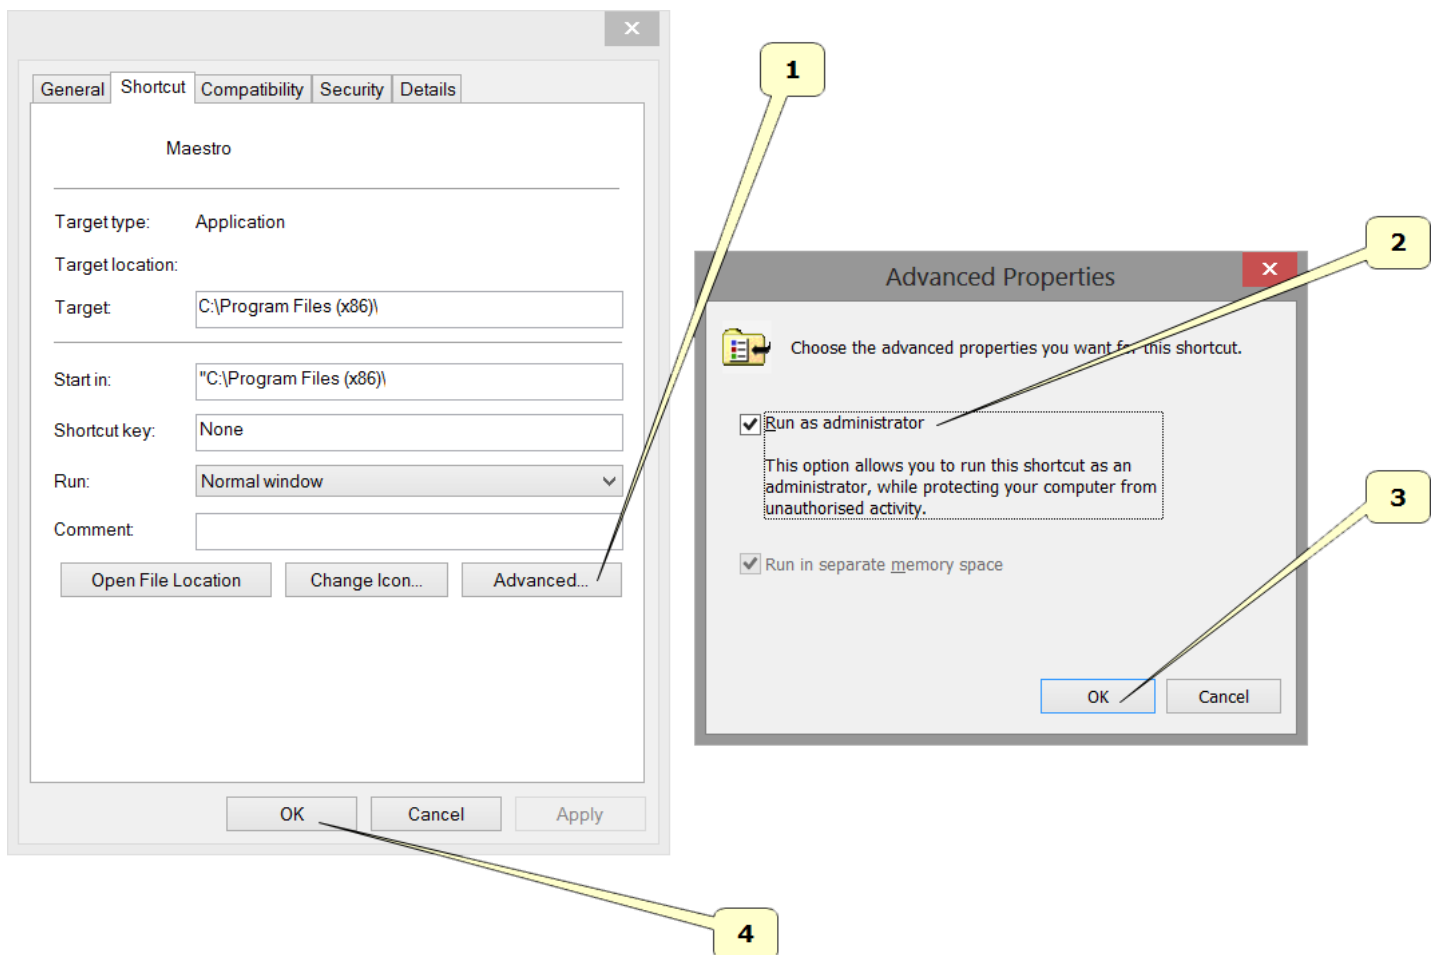 General Shortcut Compatibility Security Details
Maestro
Target type: Application
Target location:
Target: C:\Program Files (x86)\
Start in: "C:\Program Files (x86)\
Shortcut key: None
Run: Normal window
Comment:
Open File Location Change Icon... Advanced...
OK Cancel Apply
1
Advanced Properties
2
Choose the advanced properties you want for this shortcut.
Run as administrator
This option allows you to run this shortcut as an
administrator, while protecting your computer from
unauthorised activity.
3
Run in separate memory space
OK Cancel
4